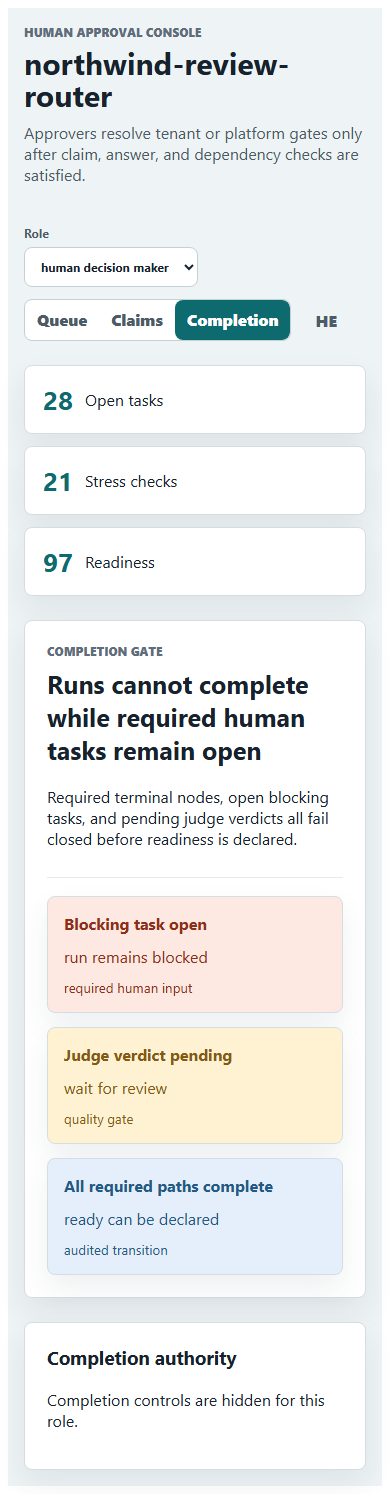 HUMAN APPROVAL CONSOLE
northwind-review-
router
Approvers resolve tenant or platform gates only
after claim, answer, and dependency checks are
satisfied.
Role
human decision maker
Queue Claims Completion HE
28 Open tasks
21 Stress checks
97 Readiness
COMPLETION GATE
Runs cannot complete
while required human
tasks remain open
Required terminal nodes, open blocking
tasks, and pending judge verdicts all fail
closed before readiness is declared.
Blocking task open
run remains blocked
required human input
Judge verdict pending
wait for review
quality gate
All required paths complete
ready can be declared
audited transition
Completion authority
Completion controls are hidden for this
role.